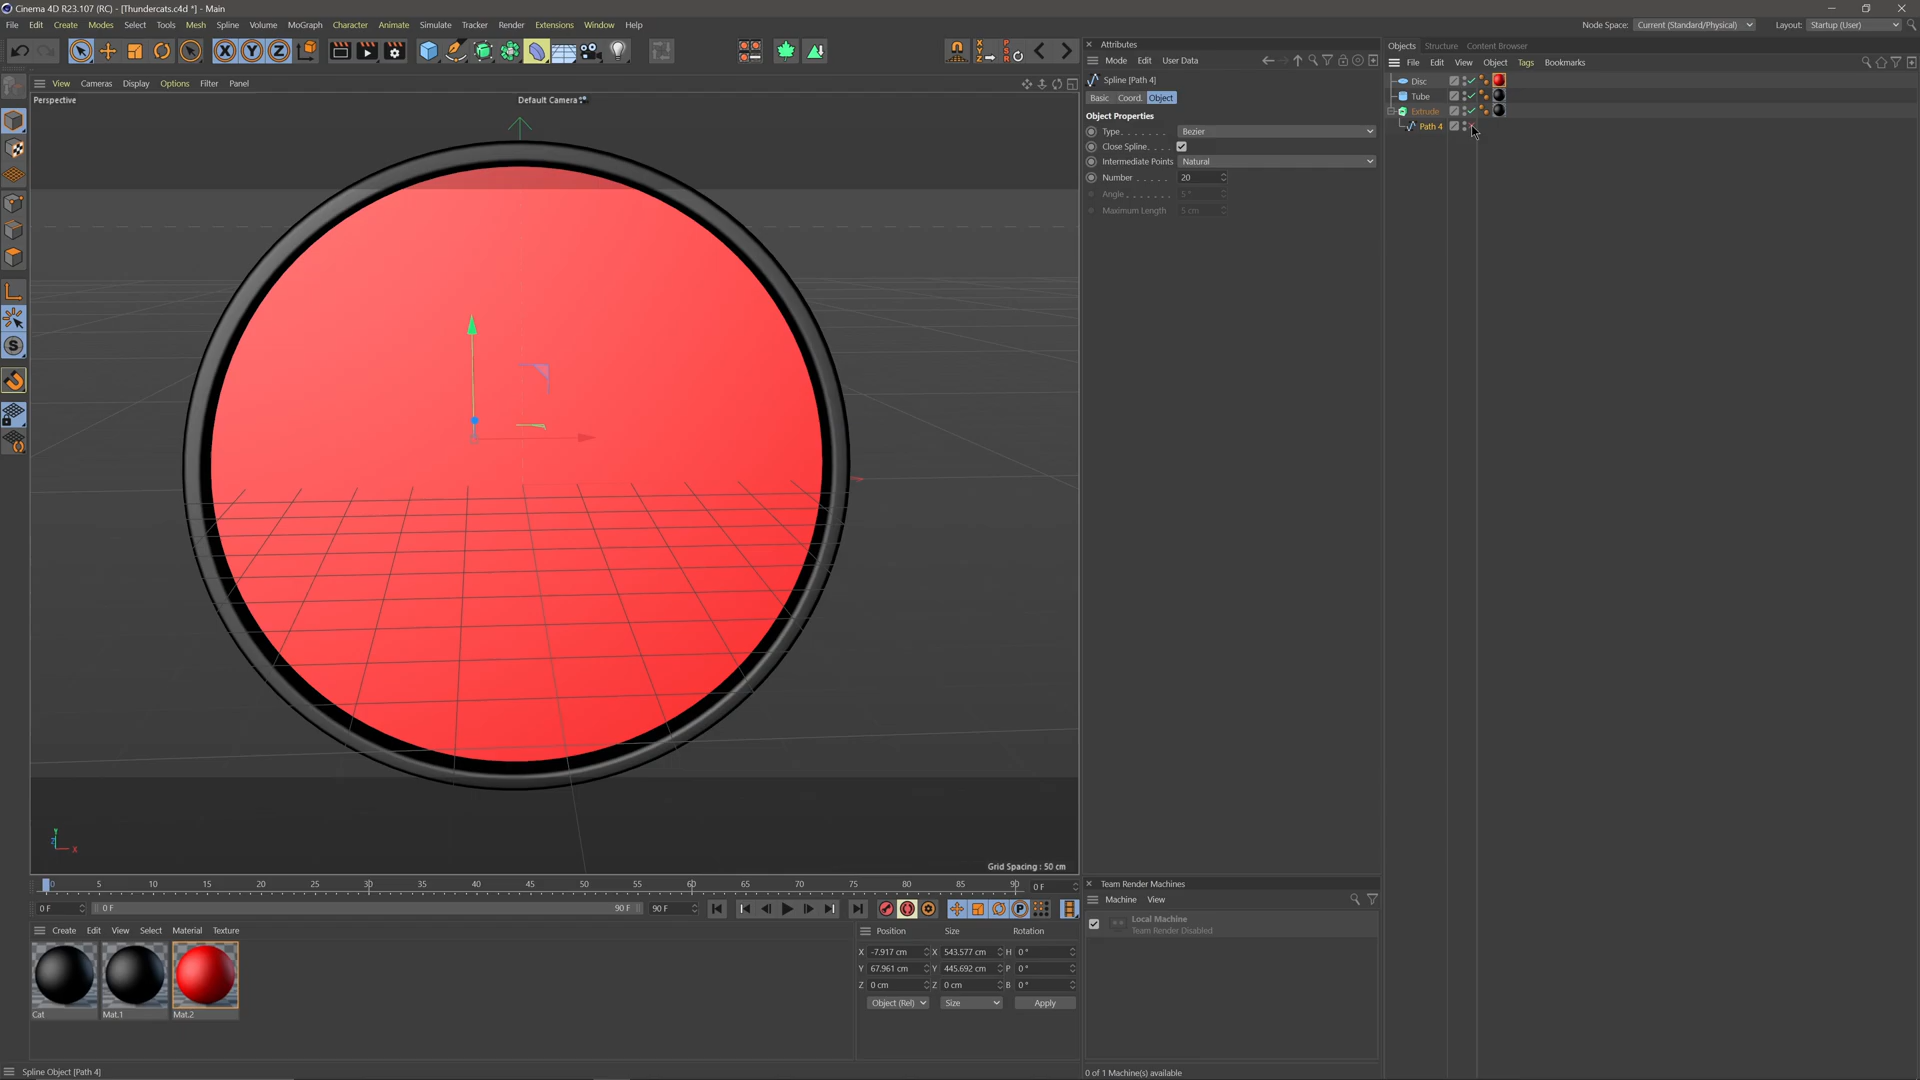 Cinema 4D R23.107 (RC) - [Thundercats.c4d *] - Main
File Edit Create Modes Select Tools Mesh Spline Volume MoGraph Character Animate Simulate Tracker Render Extensions Window Help
Node Space: Current (Standard/Physical) Layout: Startup (User)
View Cameras Display Options Filter Panel
Perspective
Default Camera
Grid Spacing : 50 cm
Attributes
Mode Edit User Data
Spline [Path 4]
Basic Coord. Object
Object Properties
Type. . . . . . . Bezier
Close Spline. . . .
Intermediate Points Natural
Number . . . . . 20
Angle. . . . . . . 5 °
Maximum Length 5 cm
Objects Structure Content Browser
File Edit View Object Tags Bookmarks
Disc
Tube
Extrude
Path 4
0 5 10 15 20 25 30 35 40 45 50 55 60 65 70 75 80 85 90 0 F
0 F 0 F 90 F 90 F
Create Edit View Select Material Texture
Cat Mat.1 Mat.2
Position Size Rotation
X -7.917 cm X 543.577 cm H 0 °
Y 67.961 cm Y 445.692 cm P 0 °
Z 0 cm Z 0 cm B 0 °
Object (Rel) Size Apply
Team Render Machines
Machine View
Local Machine
Team Render Disabled
0 of 1 Machine(s) available
Spline Object [Path 4]